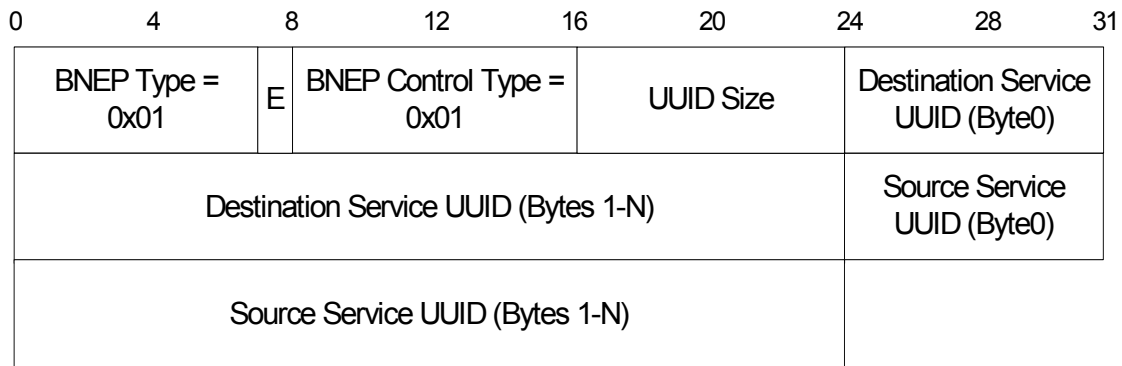 0 4 8 12 16 20 24 28 31
BNEP Type =
0x01
E
BNEP Control Type =
0x01
UUID Size
Destination Service
UUID (Byte0)
Destination Service UUID (Bytes 1-N)
Source Service
UUID (Byte0)
Source Service UUID (Bytes 1-N)